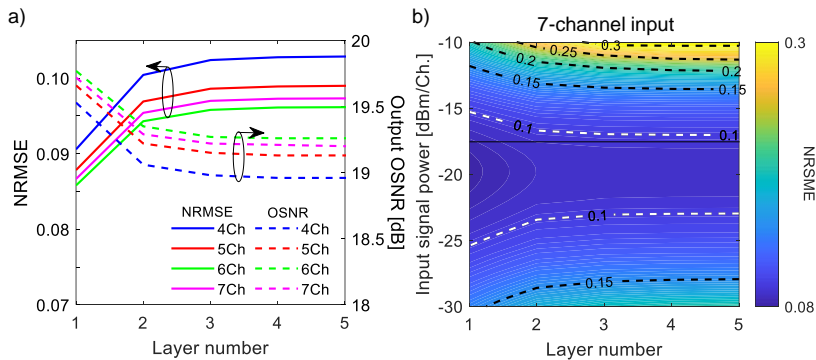 a)
NRMSE
0.10
0.09
0.08
0.07
1 2 3 4 5
Layer number
20
19.5
19
18.5
18
Output OSNR [dB]
NRMSE OSNR
4Ch 4Ch
5Ch 5Ch
6Ch 6Ch
7Ch 7Ch
b)
7-channel input
Input signal power [dBm/Ch.]
-10
-15
-20
-25
-30
0.3
0.25
0.2
0.2
0.15
0.15
0.1
0.1
0.1
0.15
1 2 3 4 5
Layer number
0.3
0.08
NRSME